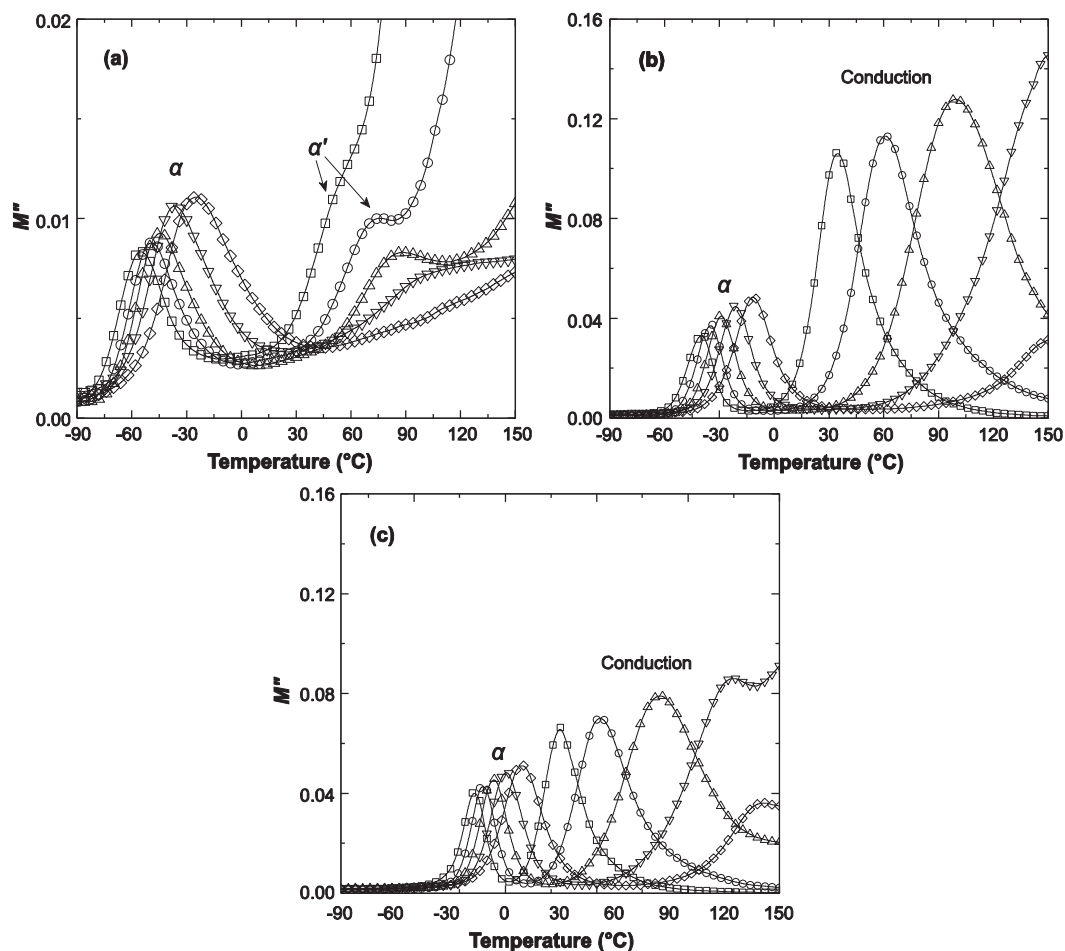 (a)
α
α'
M"
0.02
0.01
0.00
-90 -60 -30 0 30 60 90 120 150
Temperature (°C)
(b)
Conduction
α
M"
0.16
0.12
0.08
0.04
0.00
-90 -60 -30 0 30 60 90 120 150
Temperature (°C)
(c)
Conduction
α
M"
0.16
0.12
0.08
0.04
0.00
-90 -60 -30 0 30 60 90 120 150
Temperature (°C)